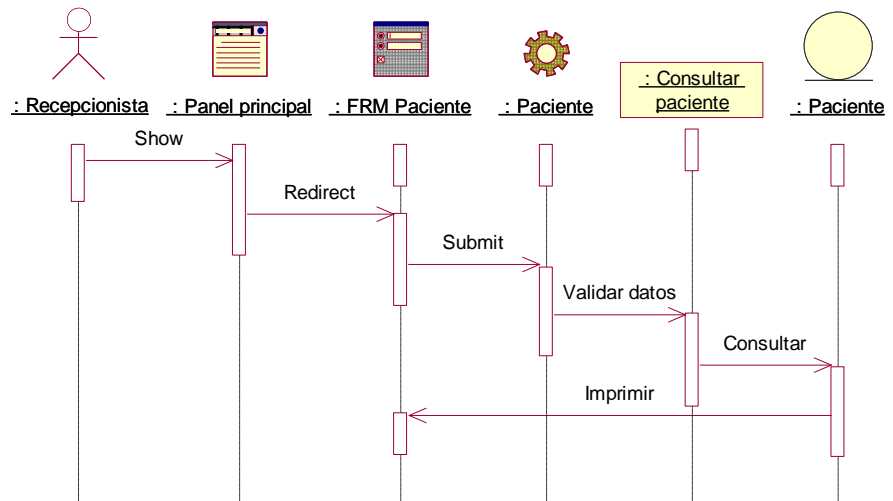 : Recepcionista
: Panel principal
: FRM Paciente
: Paciente
: Consultar
paciente
: Paciente
Show
Redirect
Submit
Validar datos
Consultar
Imprimir